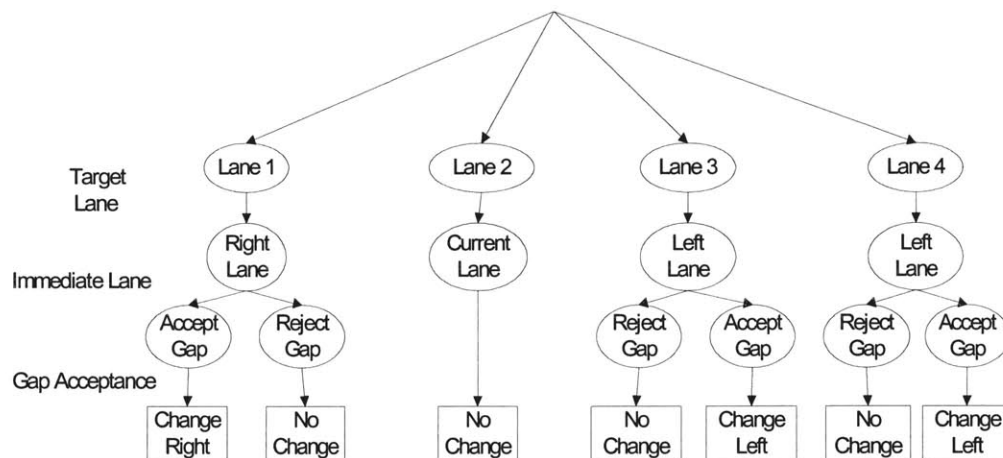 Target
Lane
Lane 1
Lane 2
Lane 3
Lane 4
Immediate Lane
Right
Lane
Current
Lane
Left
Lane
Left
Lane
Gap Acceptance
Accept
Gap
Reject
Gap
Reject
Gap
Accept
Gap
Reject
Gap
Accept
Gap
Change
Right
No
Change
No
Change
No
Change
Change
Left
No
Change
Change
Left